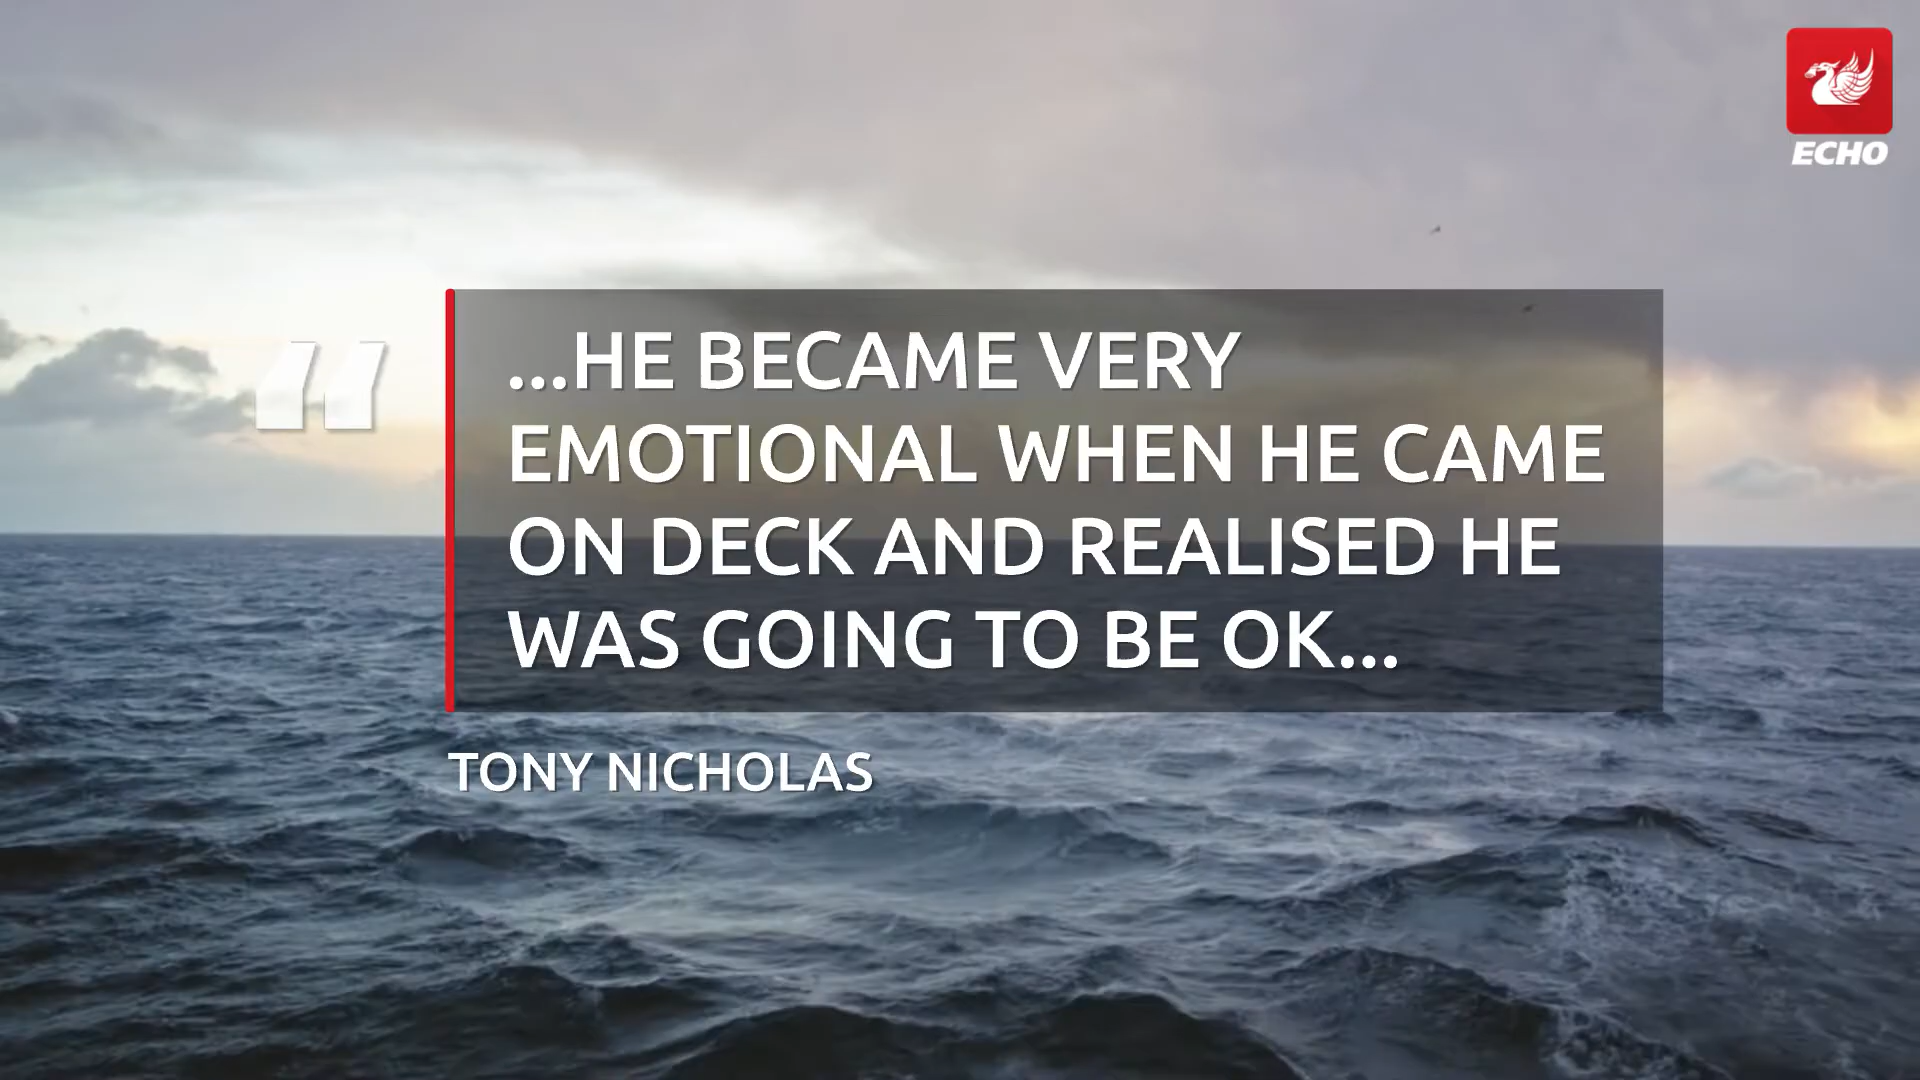 ECHO
“
...HE BECAME VERY
EMOTIONAL WHEN HE CAME
ON DECK AND REALISED HE
WAS GOING TO BE OK...
TONY NICHOLAS